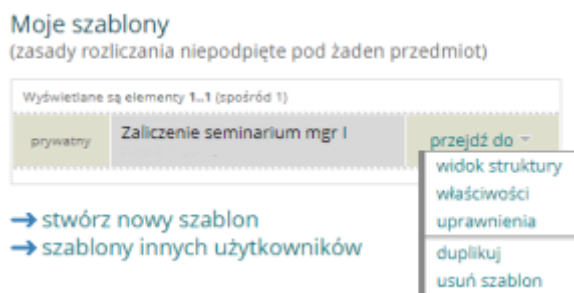 Moje szablony
(zasady rozliczania niepodpięte pod żaden przedmiot)
Wyświetlane są elementy 1..1 (spośród 1)
prywatny Zaliczenie seminarium mgr I przejdź do
widok struktury
właściwości
uprawnienia
duplikuj
usuń szablon
→ stwórz nowy szablon
→ szablony innych użytkowników